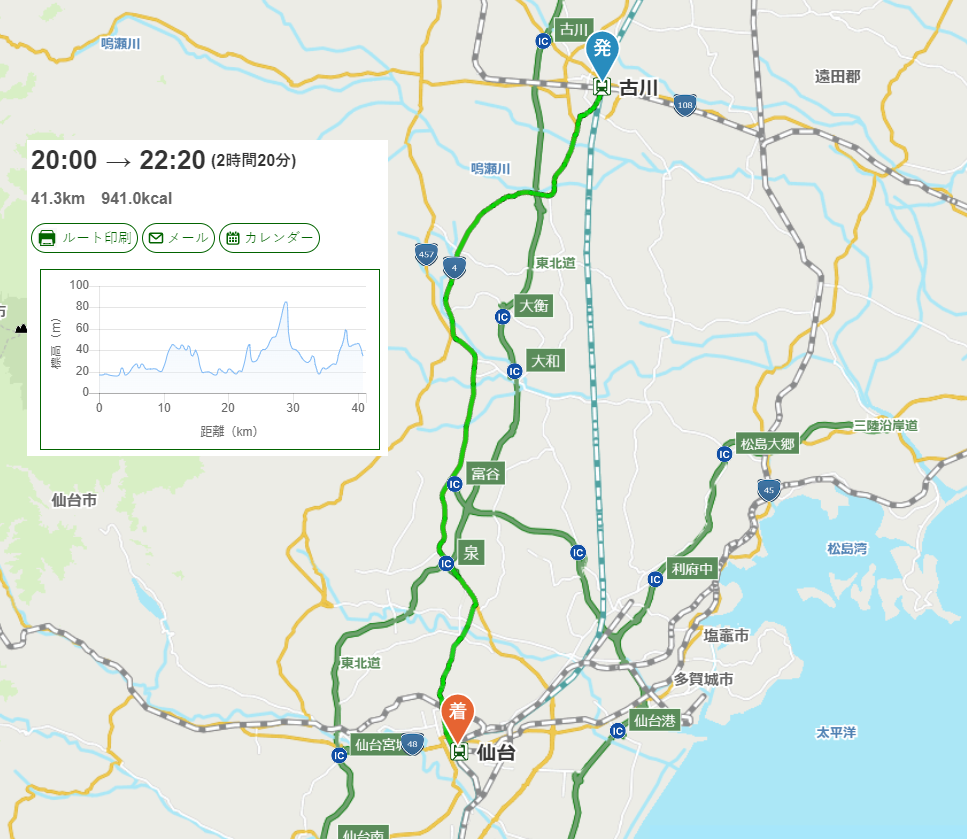 鳴瀬川
古川
IC
発
古川
遠田郡
108
20:00 → 22:20 (2時間20分)
41.3km 941.0kcal
ルート印刷 メール カレンダー
鳴瀬川
457
4
東北道
大衡
IC
大和
IC
100
80
60
40
20
0
標高（m）
0 10 20 30 40
距離（km）
市
三陸沿岸道
松島大郷
IC
45
仙台市
富谷
IC
泉
IC
IC
松島湾
利府中
IC
塩竈市
東北道
多賀城市
着
仙台
仙台宮城
48
IC
仙台港
IC
太平洋
仙台南